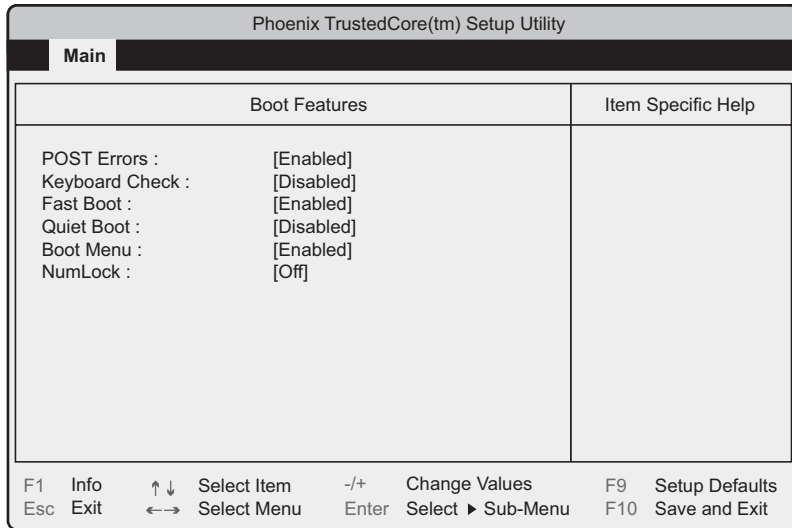 Phoenix TrustedCore(tm) Setup Utility
Main
Boot Features
Item Specific Help
POST Errors : [Enabled]
Keyboard Check : [Disabled]
Fast Boot : [Enabled]
Quiet Boot : [Disabled]
Boot Menu : [Enabled]
NumLock : [Off]
F1 Info ↑↓ Select Item -/+ Change Values F9 Setup Defaults
Esc Exit ←→ Select Menu Enter Select ▶ Sub-Menu F10 Save and Exit